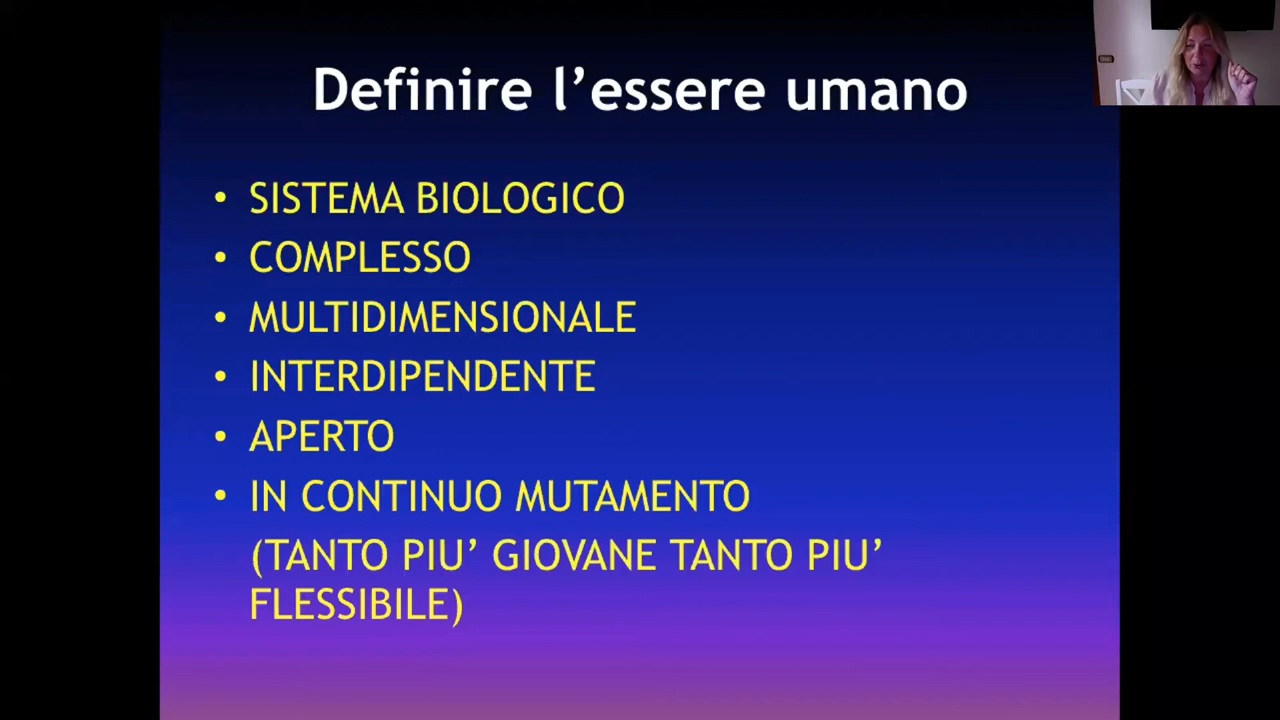 Definire l’essere umano
• SISTEMA BIOLOGICO
• COMPLESSO
• MULTIDIMENSIONALE
• INTERDIPENDENTE
• APERTO
• IN CONTINUO MUTAMENTO
(TANTO PIU’ GIOVANE TANTO PIU’
FLESSIBILE)